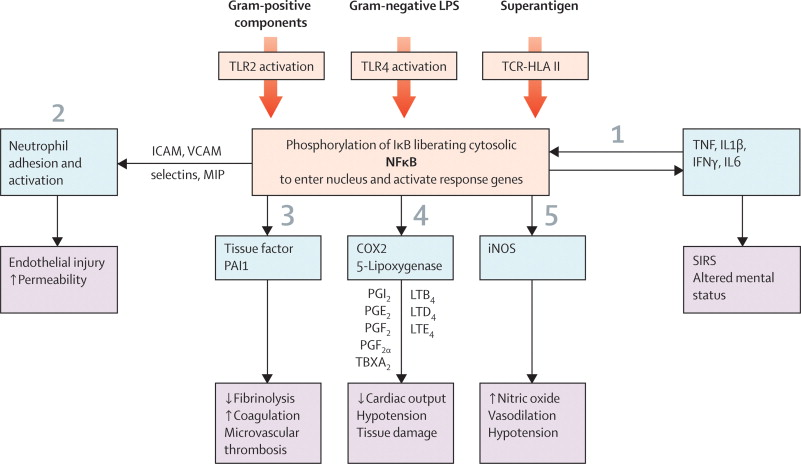 Gram-positive
components
Gram-negative LPS
Superantigen
TLR2 activation
TLR4 activation
TCR-HLA II
2
1
Neutrophil
adhesion and
activation
ICAM, VCAM
selectins, MIP
Phosphorylation of IκB liberating cytosolic
NFκB
to enter nucleus and activate response genes
TNF, IL1β,
IFNγ, IL6
3
4
5
Endothelial injury
↑Permeability
Tissue factor
PAI1
COX2
5-Lipoxygenase
iNOS
SIRS
Altered mental
status
PGI₂ LTB₄
PGE₂ LTD₄
PGF₂ LTE₄
PGF₂α
TBXA₂
↓Fibrinolysis
↑Coagulation
Microvascular
thrombosis
↓Cardiac output
Hypotension
Tissue damage
↑Nitric oxide
Vasodilation
Hypotension